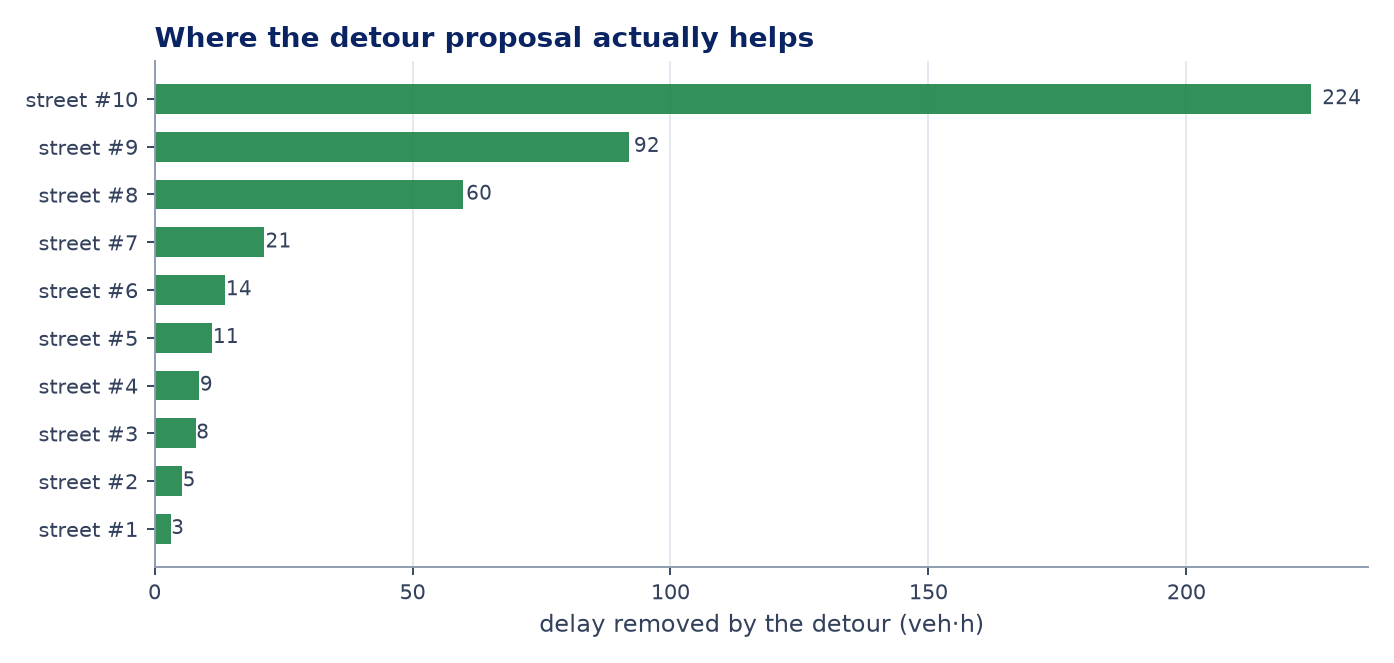 Where the detour proposal actually helps
street #10 224
street #9 92
street #8 60
street #7 21
street #6 14
street #5 11
street #4 9
street #3 8
street #2 5
street #1 3
0 50 100 150 200
delay removed by the detour (veh·h)